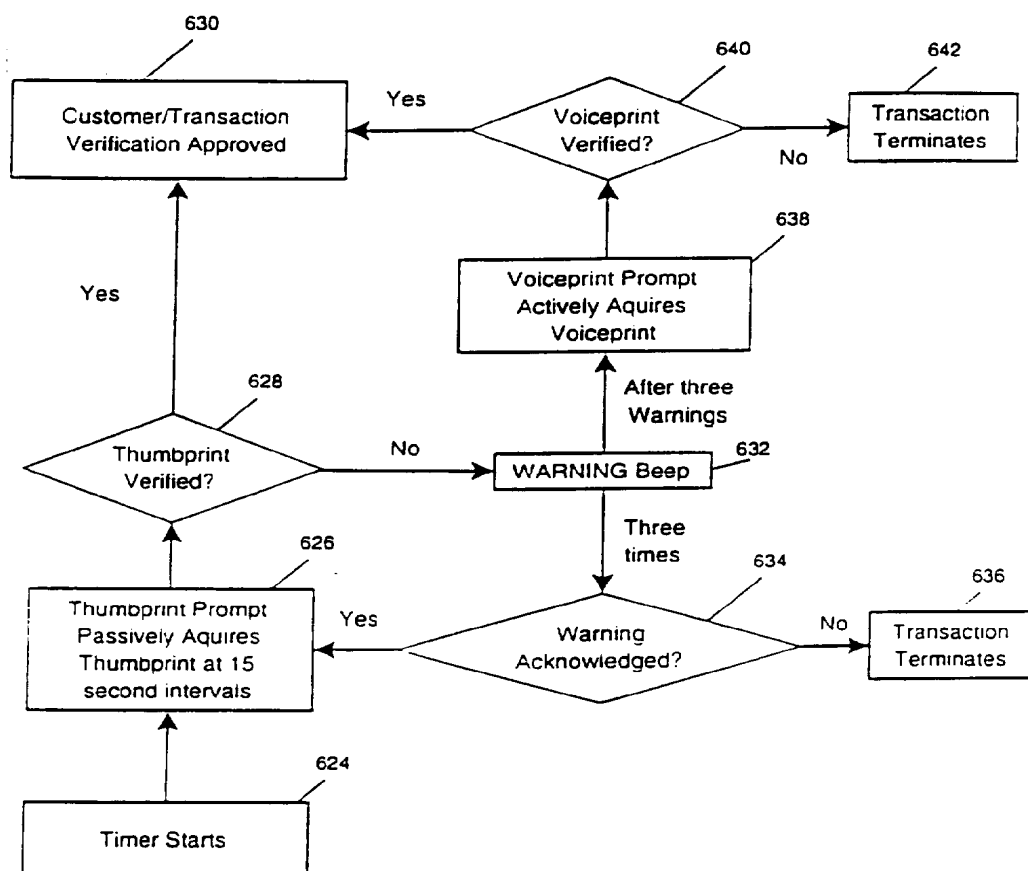 630
Customer/Transaction
Verification Approved
Yes
640
Voiceprint
Verified?
642
Transaction
Terminates
No
638
Voiceprint Prompt
Actively Aquires
Voiceprint
Yes
628
Thumbprint
Verified?
No
After three
Warnings
WARNING Beep
632
Three
times
626
Thumbprint Prompt
Passively Aquires
Thumbprint at 15
second intervals
Yes
634
Warning
Acknowledged?
No
636
Transaction
Terminates
624
Timer Starts